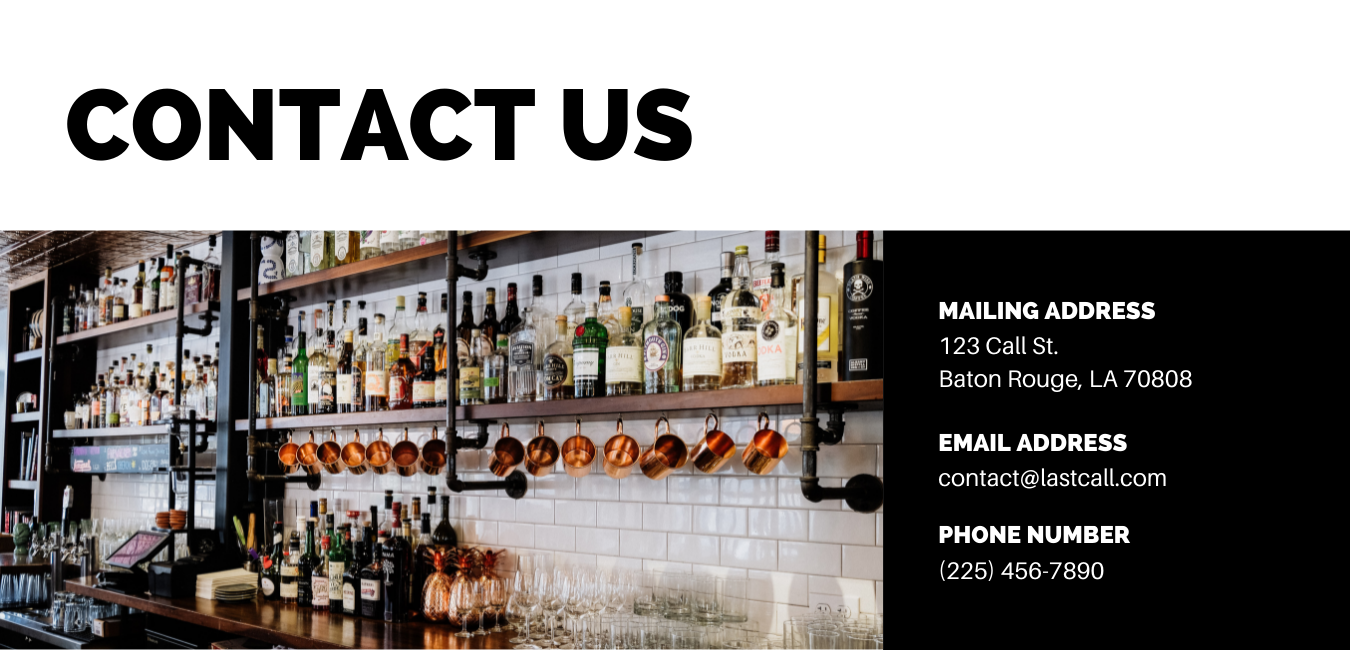 CONTACT US
MAILING ADDRESS
123 Call St.
Baton Rouge, LA 70808
EMAIL ADDRESS
contact@lastcall.com
PHONE NUMBER
(225) 456-7890
VODKA